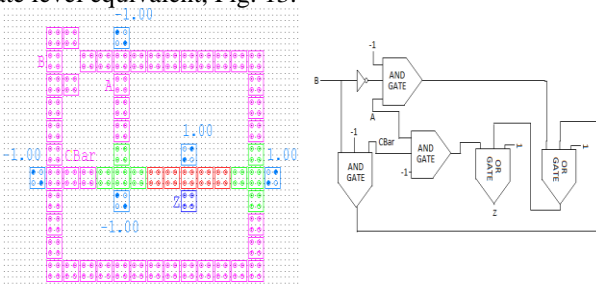 ate level equivalent, Fig. 13.
-1.00
B
A
1.00
-1.00
CBar
1.00
Z
-1.00
-1
B
AND
GATE
A
-1
CBar
AND
GATE
AND
GATE
-1
OR
GATE
1
OR
GATE
1
Z